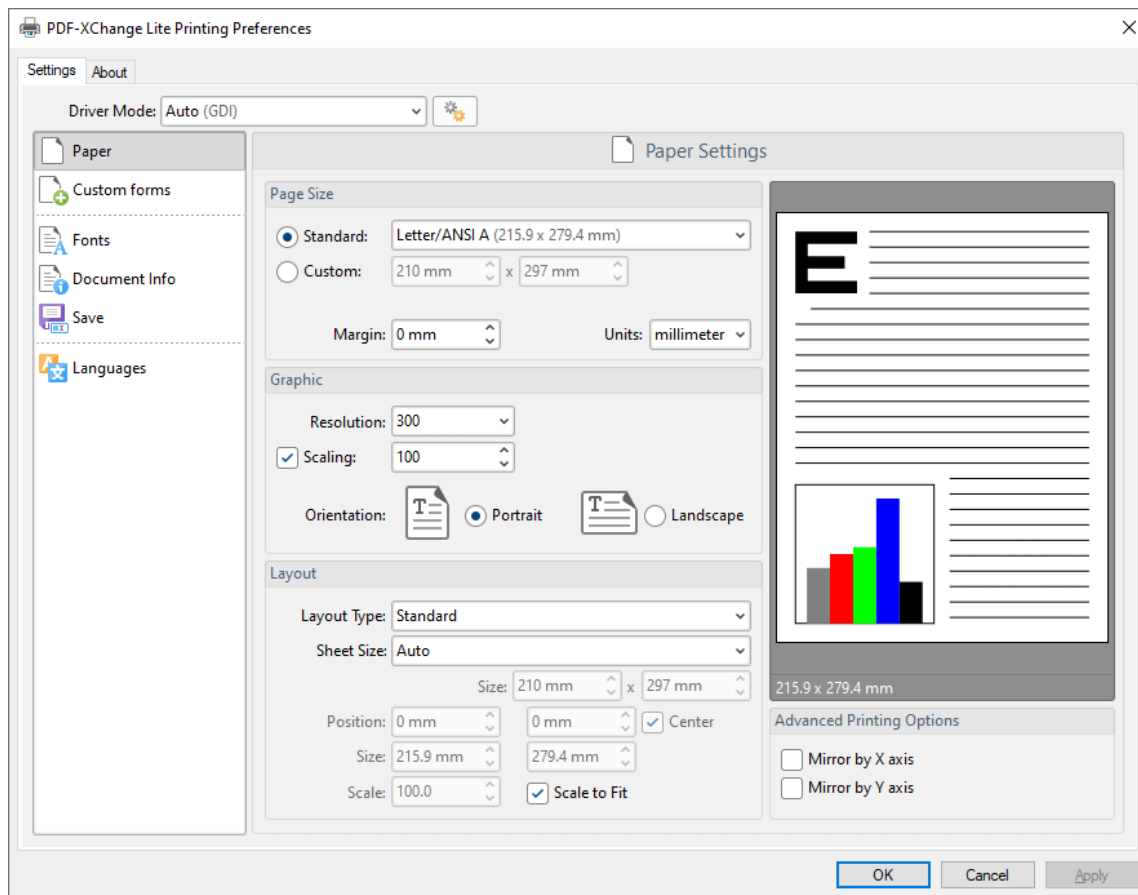 PDF-XChange Lite Printing Preferences
Settings About
Driver Mode: Auto (GDI)
Paper
Custom forms
Fonts
Document Info
Save
Languages
Paper Settings
Page Size
Standard: Letter/ANSI A (215.9 x 279.4 mm)
Custom: 210 mm x 297 mm
Margin: 0 mm Units: millimeter
Graphic
Resolution: 300
Scaling: 100
Orientation: T Portrait T Landscape
Layout
Layout Type: Standard
Sheet Size: Auto
Size: 210 mm x 297 mm
Position: 0 mm 0 mm Center
Size: 215.9 mm 279.4 mm
Scale: 100.0 Scale to Fit
E
215.9 x 279.4 mm
Advanced Printing Options
Mirror by X axis
Mirror by Y axis
OK Cancel Apply